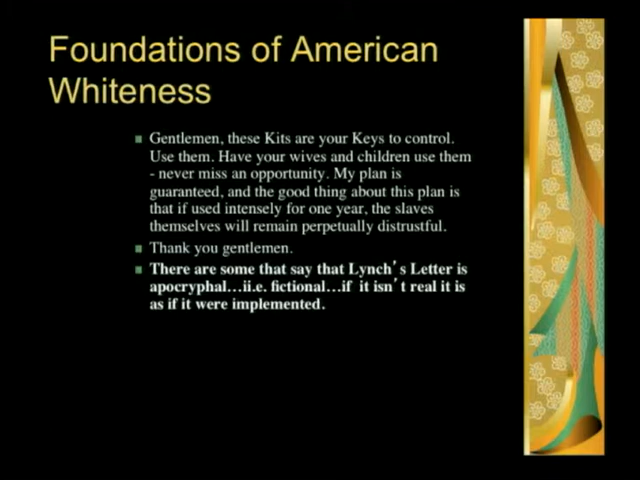 Foundations of American
Whiteness
Gentlemen, these Kits are your Keys to control.
Use them. Have your wives and children use them
- never miss an opportunity. My plan is
guaranteed, and the good thing about this plan is
that if used intensely for one year, the slaves
themselves will remain perpetually distrustful.
Thank you gentlemen.
There are some that say that Lynch’s Letter is
apocryphal…ii.e. fictional…if it isn’t real it is
as if it were implemented.